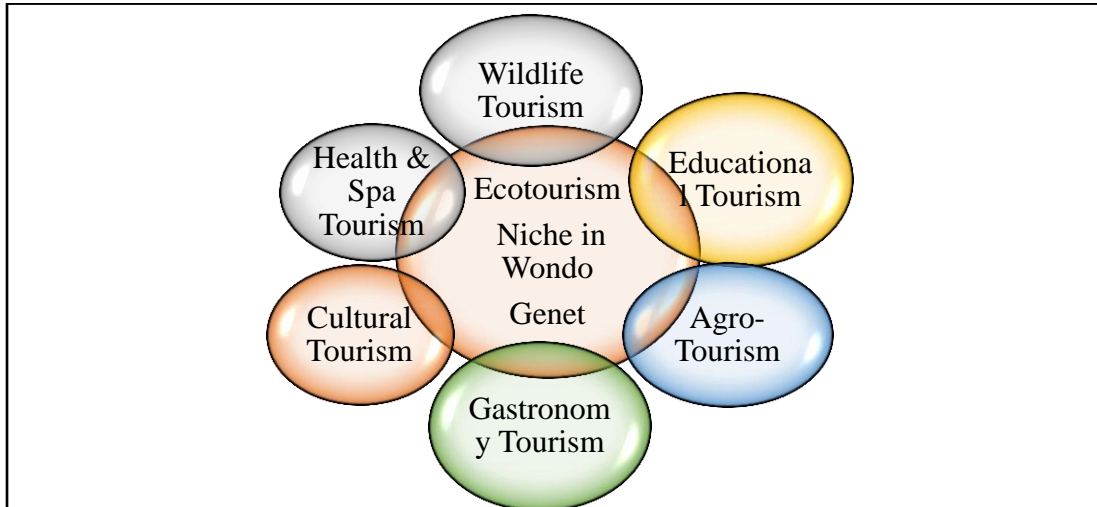 Wildlife
Tourism
Educationa
l Tourism
Agro-
Tourism
Gastronom
y Tourism
Cultural
Tourism
Health &
Spa
Tourism
Ecotourism
Niche in
Wondo
Genet